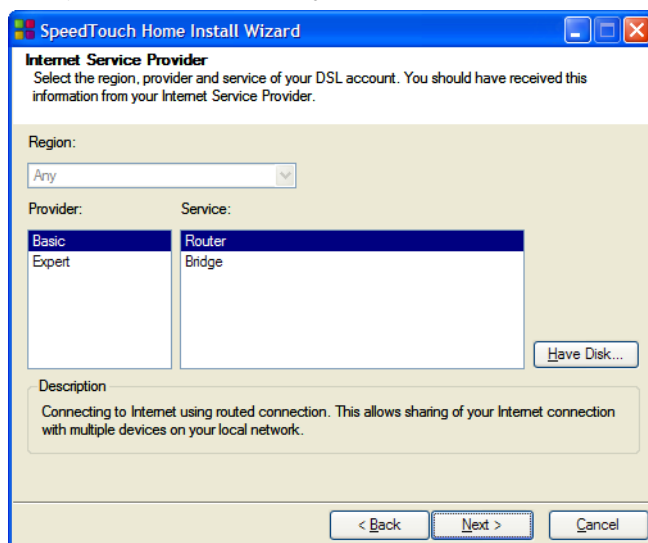 SpeedTouch Home Install Wizard
Internet Service Provider
Select the region, provider and service of your DSL account. You should have received this
information from your Internet Service Provider.
Region:
Any
Provider: Service:
Basic Router
Expert Bridge
Have Disk...
Description
Connecting to Internet using routed connection. This allows sharing of your Internet connection
with multiple devices on your local network.
< Back Next > Cancel